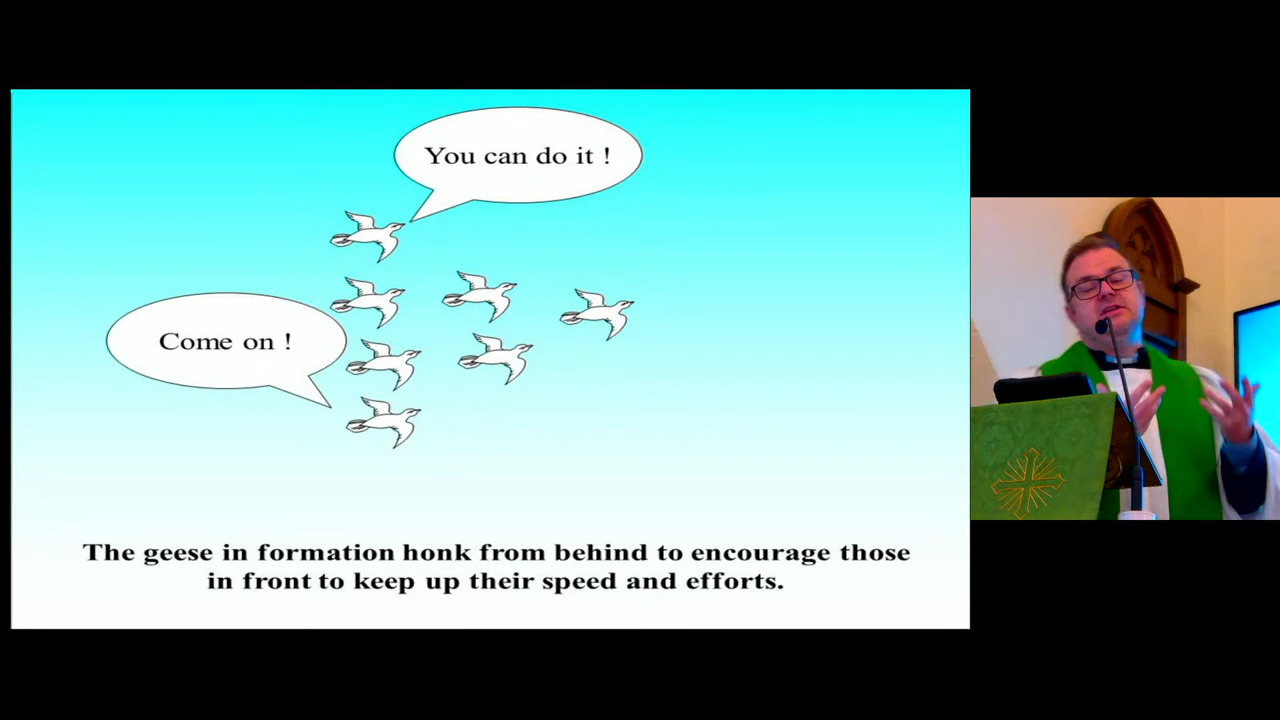 You can do it !
Come on !
The geese in formation honk from behind to encourage those
in front to keep up their speed and efforts.